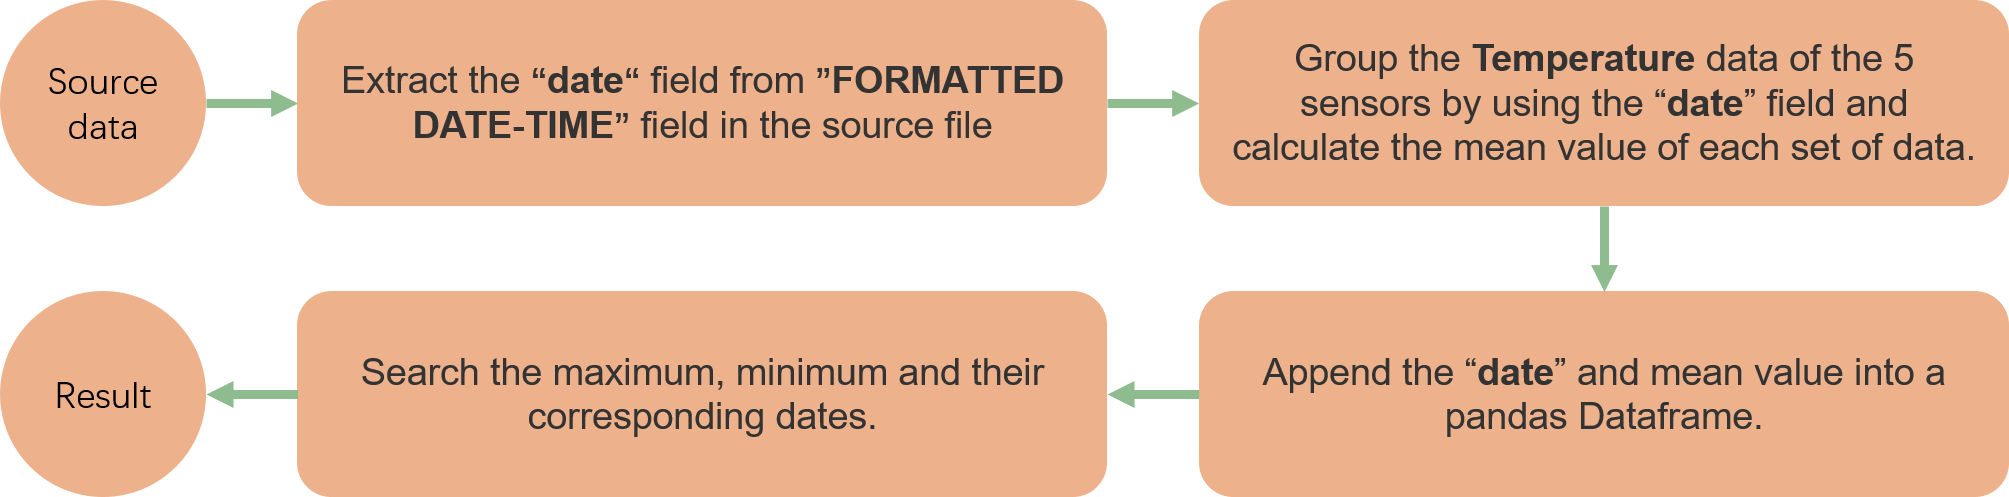 Source
data
Extract the “date“ field from ”FORMATTED
DATE-TIME” field in the source file
Group the Temperature data of the 5
sensors by using the “date” field and
calculate the mean value of each set of data.
Append the “date” and mean value into a
pandas Dataframe.
Search the maximum, minimum and their
corresponding dates.
Result